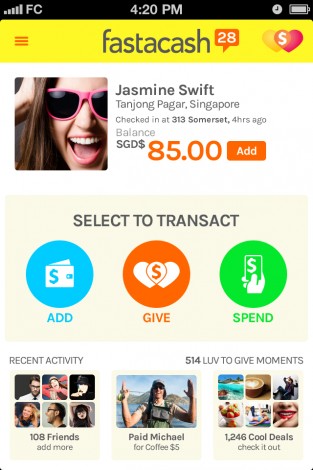 FC 4:20 PM
fastacash 28
$
Jasmine Swift
Tanjong Pagar, Singapore
Checked in at 313 Somerset, 4hrs ago
Balance
SGD$ 85.00 Add
SELECT TO TRANSACT
$ $ $
ADD GIVE SPEND
RECENT ACTIVITY 514 LUV TO GIVE MOMENTS
108 Friends
add more
Paid Michael
for Coffee $5
1,246 Cool Deals
check it out